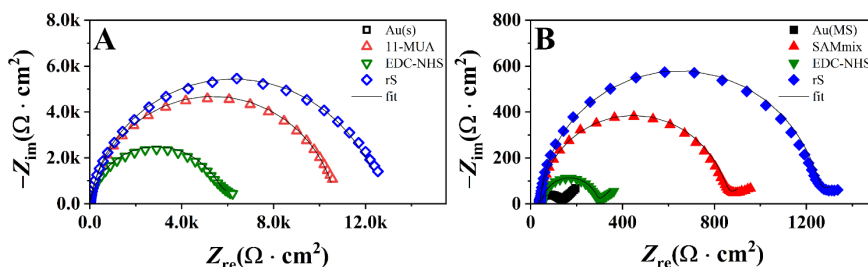 A
Au(s)
11-MUA
EDC-NHS
rS
fit
6.0k
4.0k
2.0k
0.0
0.0
4.0k
8.0k
12.0k
−Zim(Ω · cm²)
Zre(Ω · cm²)
B
Au(MS)
SAMmix
EDC-NHS
rS
fit
800
600
400
200
0
0
400
800
1200
−Zim(Ω · cm²)
Zre(Ω · cm²)